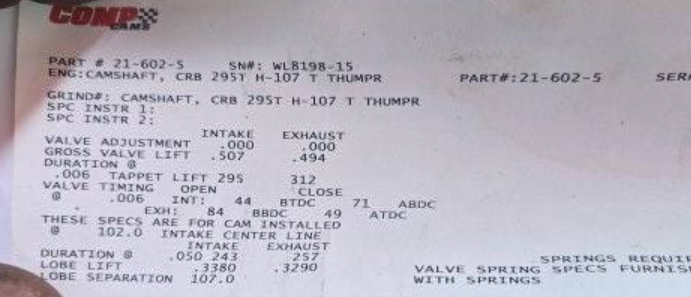 COMP
CAMS
PART # 21-602-5 SN#: WL8198-15
ENG:CAMSHAFT, CRB 295T H-107 T THUMPR PART#:21-602-5
GRIND#: CAMSHAFT, CRB 295T H-107 T THUMPR
SPC INSTR 1:
SPC INSTR 2:
INTAKE EXHAUST
VALVE ADJUSTMENT .000 .000
GROSS VALVE LIFT .507 .494
DURATION @
.006 TAPPET LIFT 295 312
VALVE TIMING OPEN CLOSE
@ .006 INT: 44 BTDC 71 ABDC
EXH: 84 BBDC 49 ATDC
THESE SPECS ARE FOR CAM INSTALLED
@ 102.0 INTAKE CENTER LINE
INTAKE EXHAUST
DURATION @ .050 243 257
LOBE LIFT .3380 .3290
LOBE SEPARATION 107.0
SPRINGS REQUIR
VALVE SPRING SPECS FURNIS
WITH SPRINGS